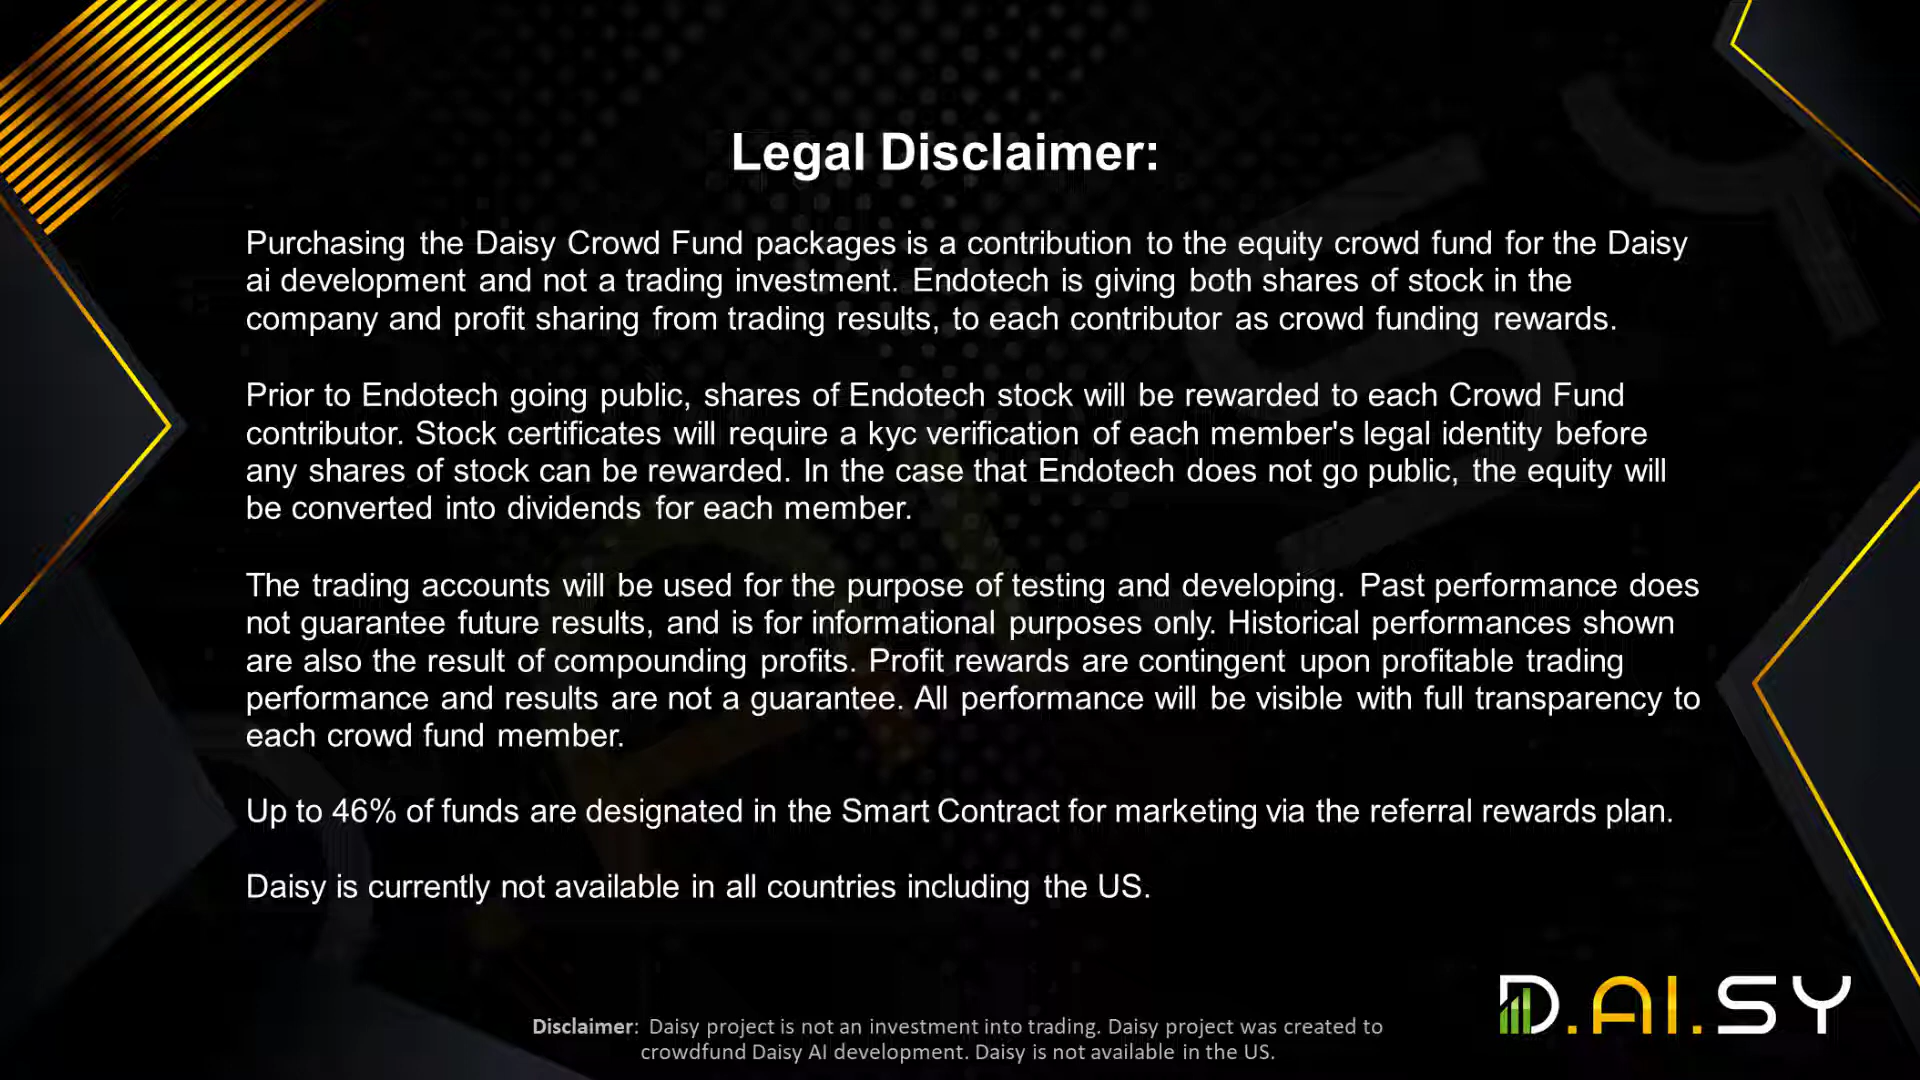 Legal Disclaimer:
Purchasing the Daisy Crowd Fund packages is a contribution to the equity crowd fund for the Daisy
ai development and not a trading investment. Endotech is giving both shares of stock in the
company and profit sharing from trading results, to each contributor as crowd funding rewards.
Prior to Endotech going public, shares of Endotech stock will be rewarded to each Crowd Fund
contributor. Stock certificates will require a kyc verification of each member's legal identity before
any shares of stock can be rewarded. In the case that Endotech does not go public, the equity will
be converted into dividends for each member.
The trading accounts will be used for the purpose of testing and developing. Past performance does
not guarantee future results, and is for informational purposes only. Historical performances shown
are also the result of compounding profits. Profit rewards are contingent upon profitable trading
performance and results are not a guarantee. All performance will be visible with full transparency to
each crowd fund member.
Up to 46% of funds are designated in the Smart Contract for marketing via the referral rewards plan.
Daisy is currently not available in all countries including the US.
D.AI.SY
Disclaimer: Daisy project is not an investment into trading. Daisy project was created to
crowdfund Daisy AI development. Daisy is not available in the US.